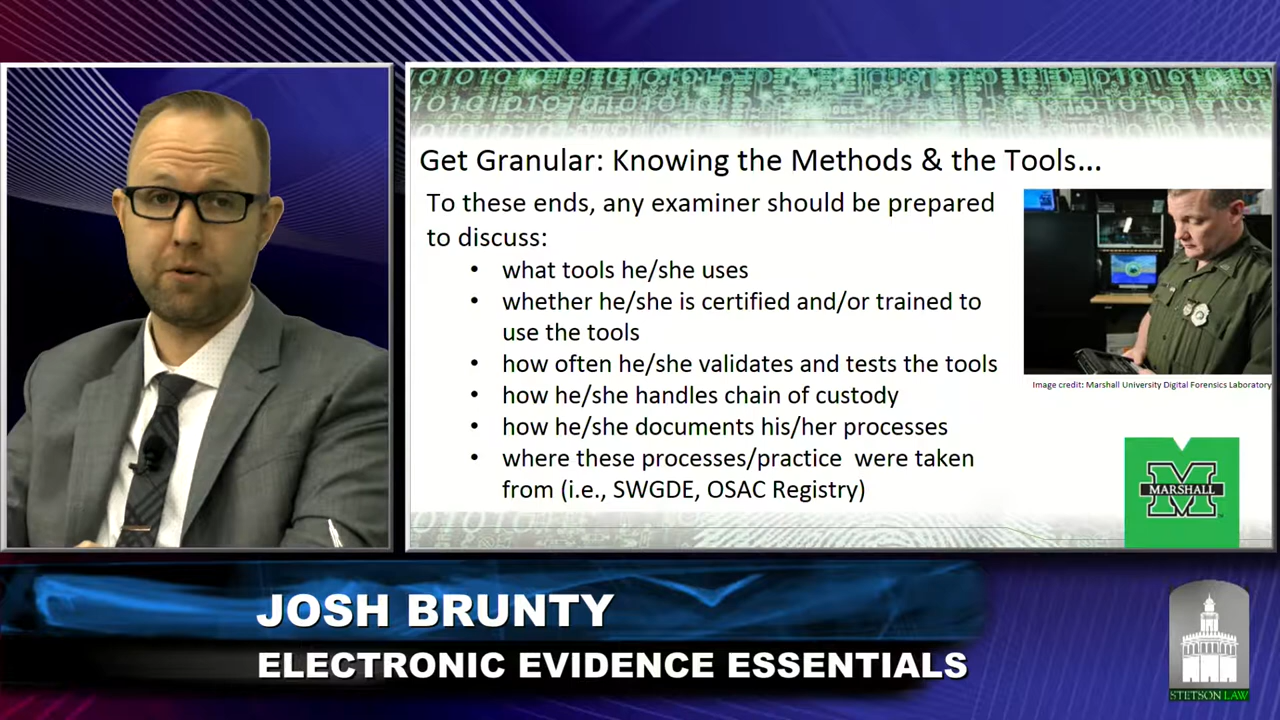 Get Granular: Knowing the Methods & the Tools...
To these ends, any examiner should be prepared
to discuss:
• what tools he/she uses
• whether he/she is certified and/or trained to
use the tools
• how often he/she validates and tests the tools
• how he/she handles chain of custody
• how he/she documents his/her processes
• where these processes/practice were taken
from (i.e., SWGDE, OSAC Registry)
Image credit: Marshall University Digital Forensics Laboratory
MARSHALL
JOSH BRUNTY
ELECTRONIC EVIDENCE ESSENTIALS
STETSON LAW